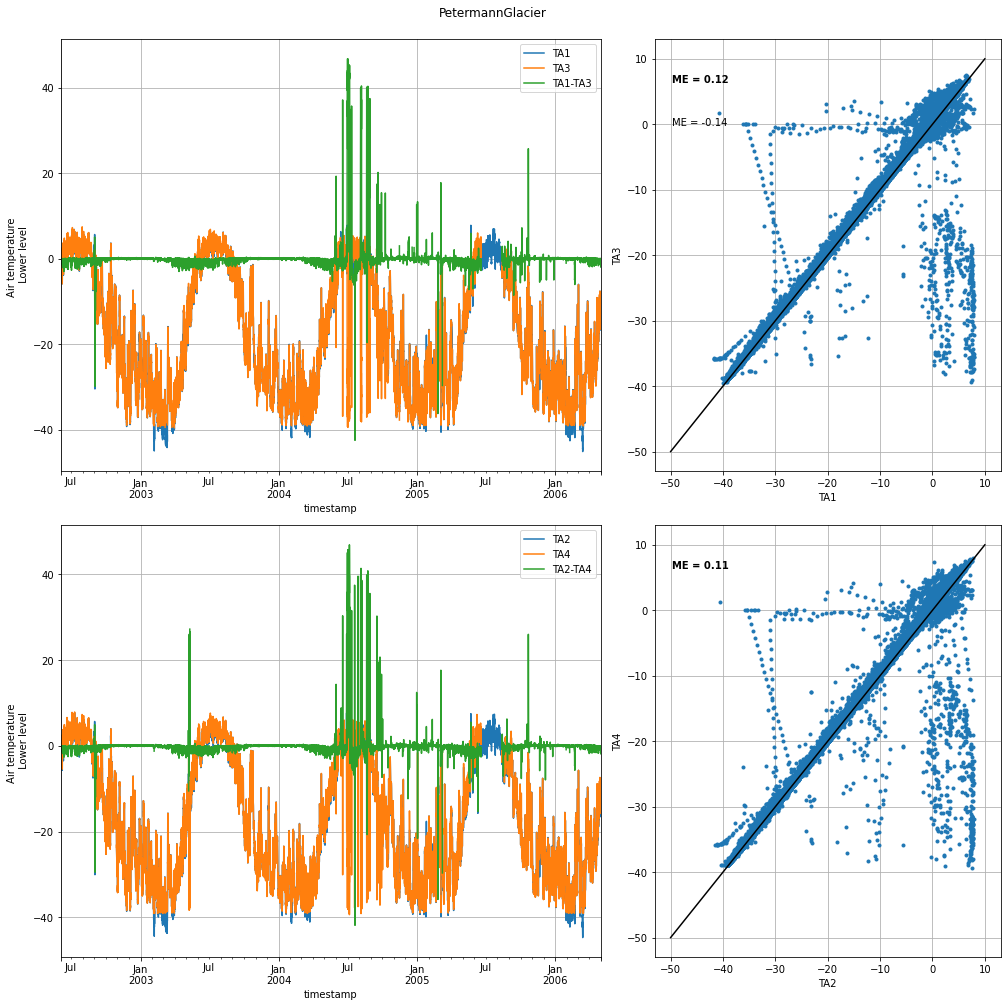 PetermannGlacier
TA1
TA3
TA1-TA3
40
20
0
−20
−40
Air temperature
Lower level
Jul
Jan
2003
Jul
Jan
2004
Jul
Jan
2005
Jul
Jan
2006
timestamp
ME = 0.12
ME = -0.14
10
0
−10
−20
−30
−40
−50
TA3
−50
−40
−30
−20
−10
0
10
TA1
TA2
TA4
TA2-TA4
40
20
0
−20
−40
Air temperature
Lower level
Jul
Jan
2003
Jul
Jan
2004
Jul
Jan
2005
Jul
Jan
2006
timestamp
ME = 0.11
10
0
−10
−20
−30
−40
−50
TA4
−50
−40
−30
−20
−10
0
10
TA2